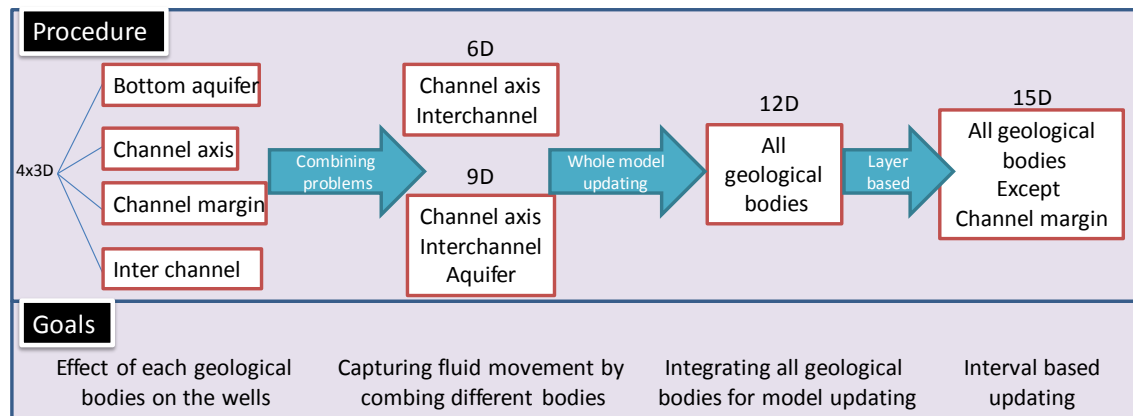 Procedure
4x3D
Bottom aquifer
Channel axis
Channel margin
Inter channel
Combining
problems
6D
Channel axis
Interchannel
9D
Channel axis
Interchannel
Aquifer
Whole model
updating
12D
All
geological
bodies
Layer
based
15D
All geological
bodies
Except
Channel margin
Goals
Effect of each geological
bodies on the wells
Capturing fluid movement by
combing different bodies
Integrating all geological
bodies for model updating
Interval based
updating